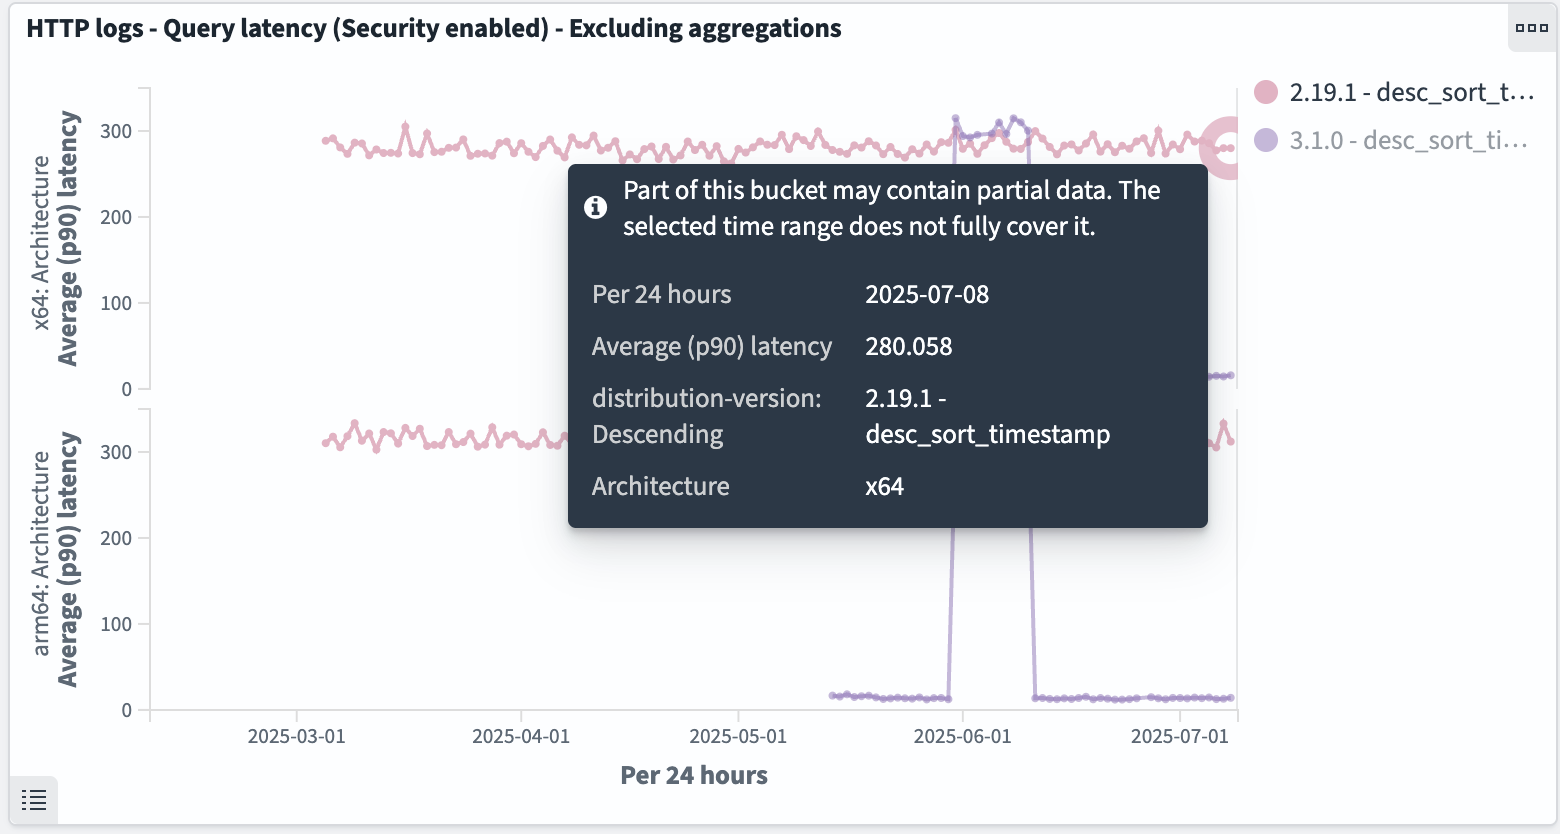 HTTP logs - Query latency (Security enabled) - Excluding aggregations
2.19.1 - desc_sort_t…
3.1.0 - desc_sort_ti…
x64: Architecture
Average (p90) latency
300
200
100
0
Part of this bucket may contain partial data. The
selected time range does not fully cover it.
Per 24 hours 2025-07-08
Average (p90) latency 280.058
distribution-version: 2.19.1 -
Descending desc_sort_timestamp
Architecture x64
arm64: Architecture
Average (p90) latency
300
200
100
0
2025-03-01 2025-04-01 2025-05-01 2025-06-01 2025-07-01
Per 24 hours